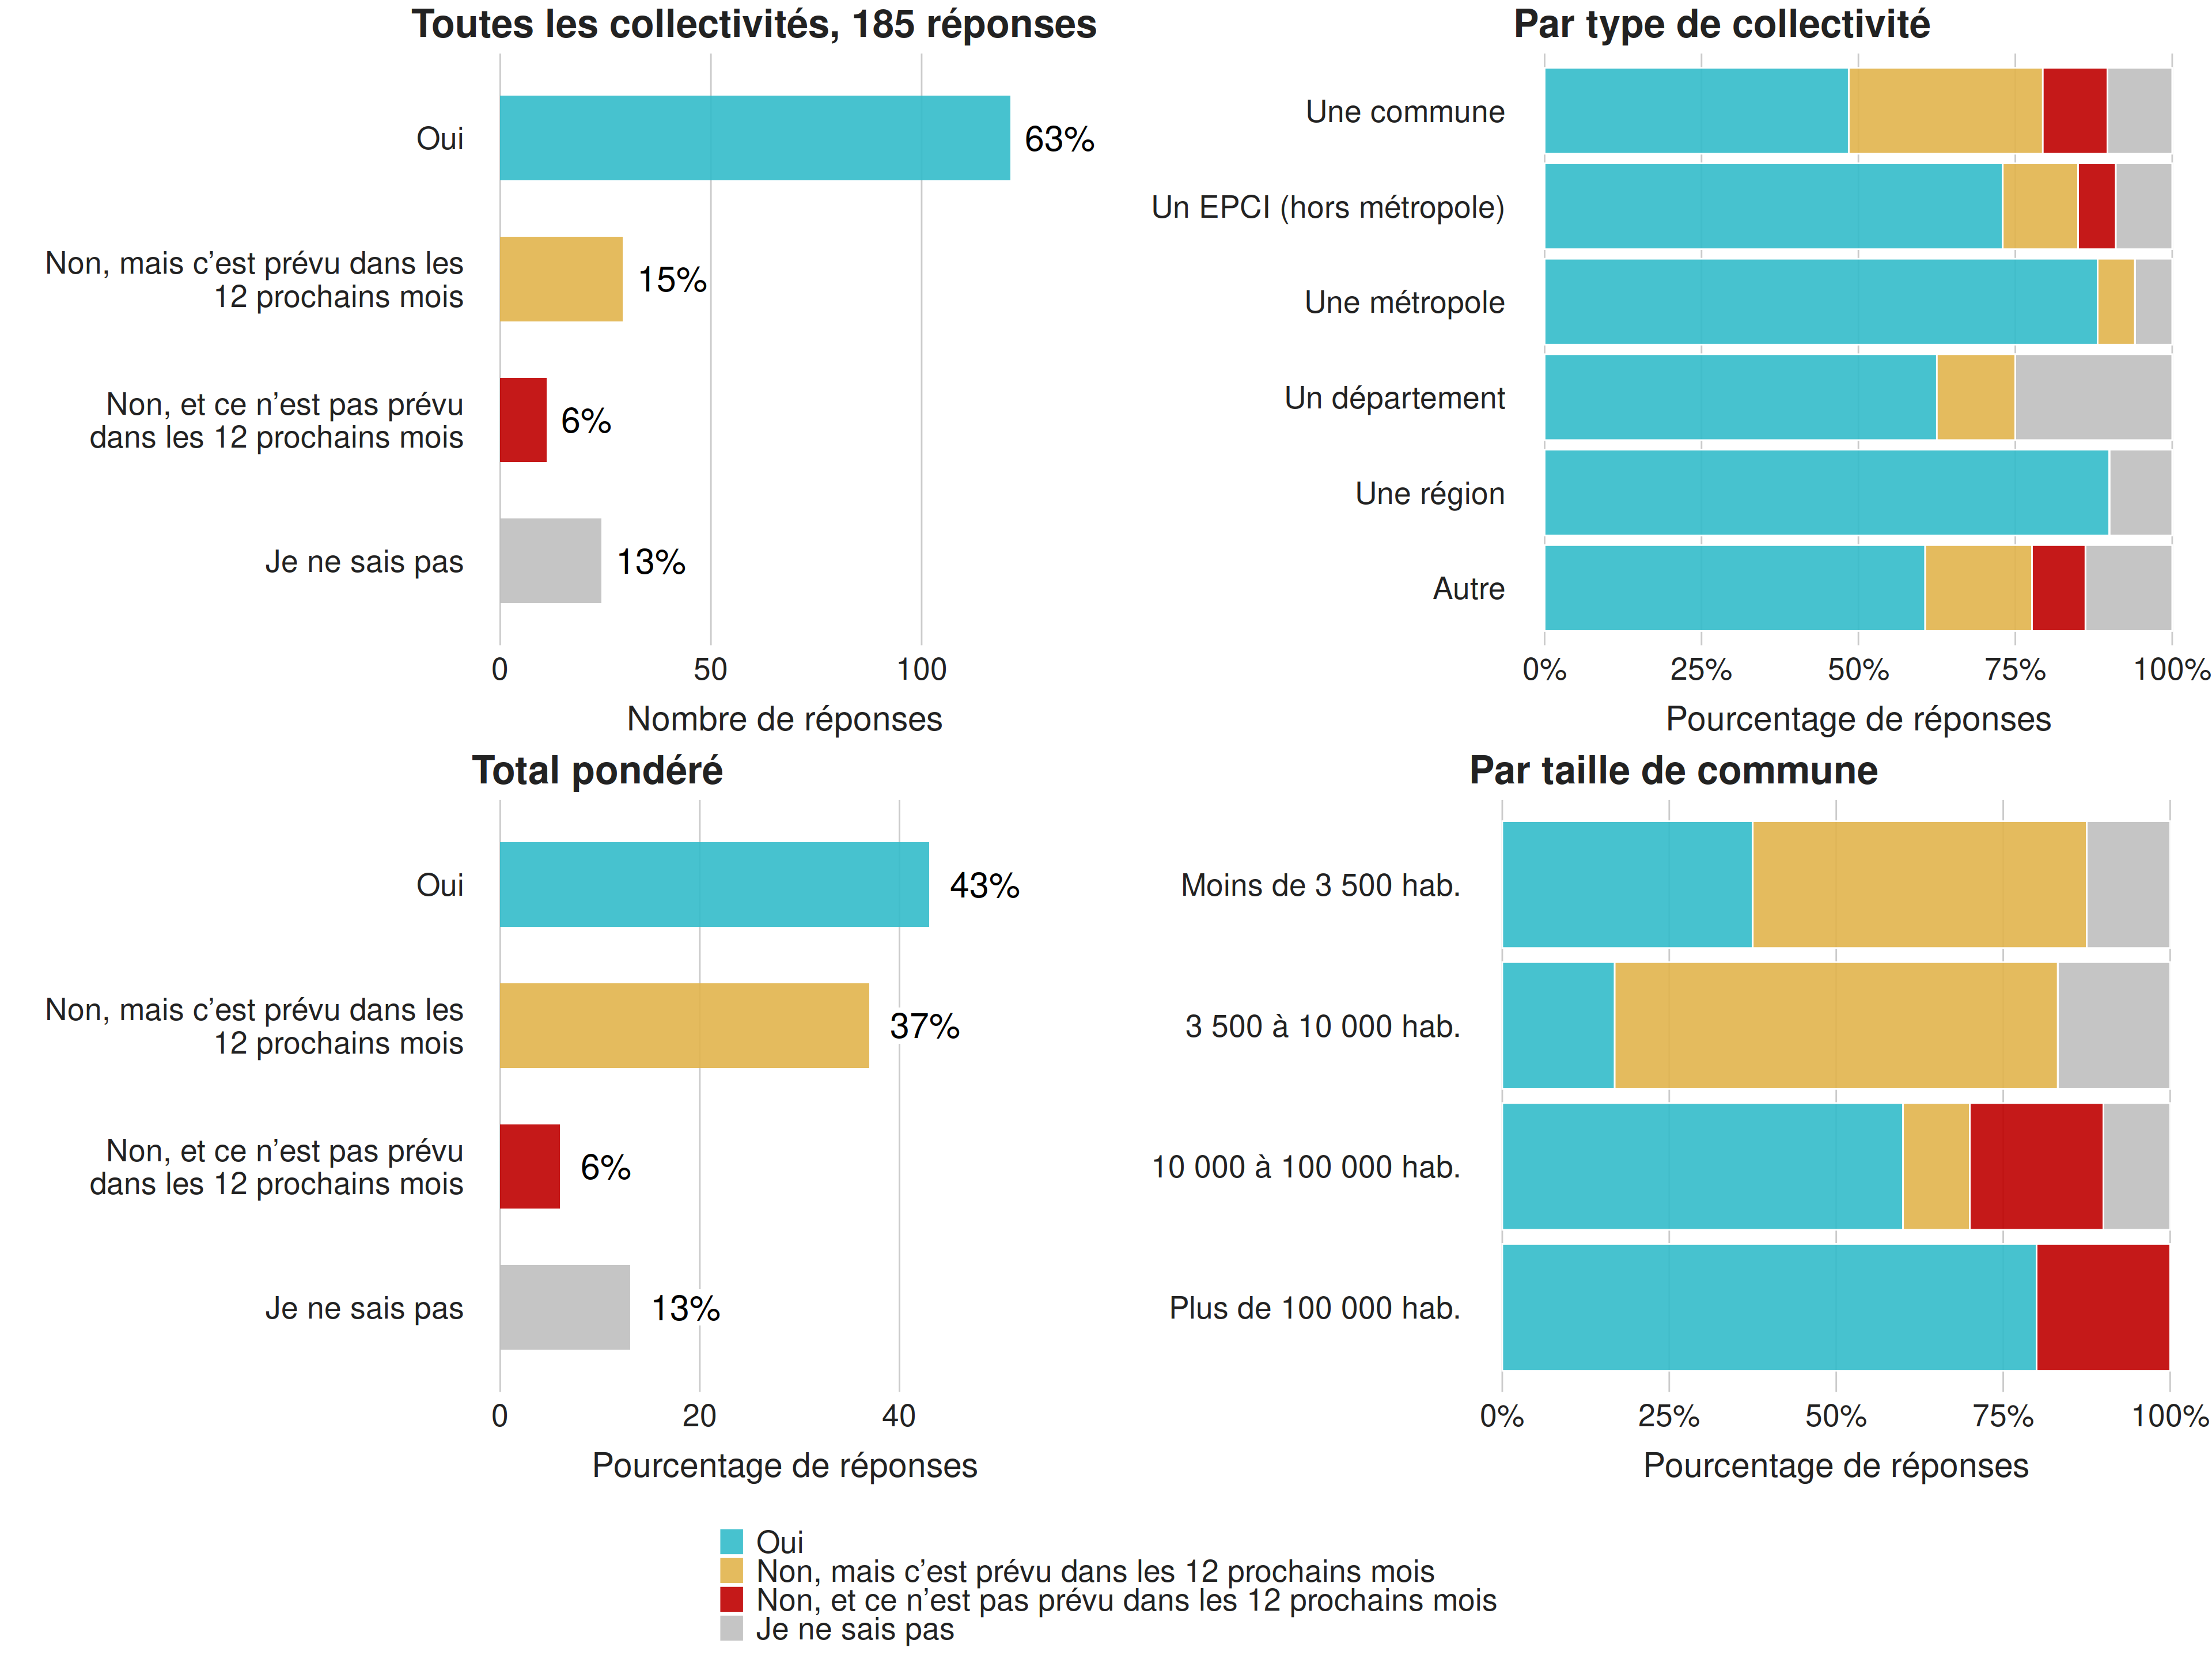 Toutes les collectivités, 185 réponses
Oui
63%
Non, mais c’est prévu dans les
12 prochains mois
15%
Non, et ce n’est pas prévu
dans les 12 prochains mois
6%
Je ne sais pas
13%
0 50 100
Nombre de réponses
Par type de collectivité
Une commune
Un EPCI (hors métropole)
Une métropole
Un département
Une région
Autre
0% 25% 50% 75% 100%
Pourcentage de réponses
Total pondéré
Oui
43%
Non, mais c’est prévu dans les
12 prochains mois
37%
Non, et ce n’est pas prévu
dans les 12 prochains mois
6%
Je ne sais pas
13%
0 20 40
Pourcentage de réponses
Par taille de commune
Moins de 3 500 hab.
3 500 à 10 000 hab.
10 000 à 100 000 hab.
Plus de 100 000 hab.
0% 25% 50% 75% 100%
Pourcentage de réponses
Oui
Non, mais c’est prévu dans les 12 prochains mois
Non, et ce n’est pas prévu dans les 12 prochains mois
Je ne sais pas